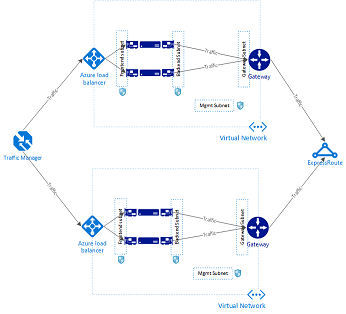 Frontend subnet
Backend Subnet
Traffic
Traffic
Gateway Subnet
Azure load
balancer
Gateway
Traffic
Traffic
Mgmt Subnet
Virtual Network
Traffic Manager
ExpressRoute
Traffic
Traffic
Frontend subnet
Backend Subnet
Traffic
Traffic
Gateway Subnet
Azure load
balancer
Gateway
Mgmt Subnet
Virtual Network